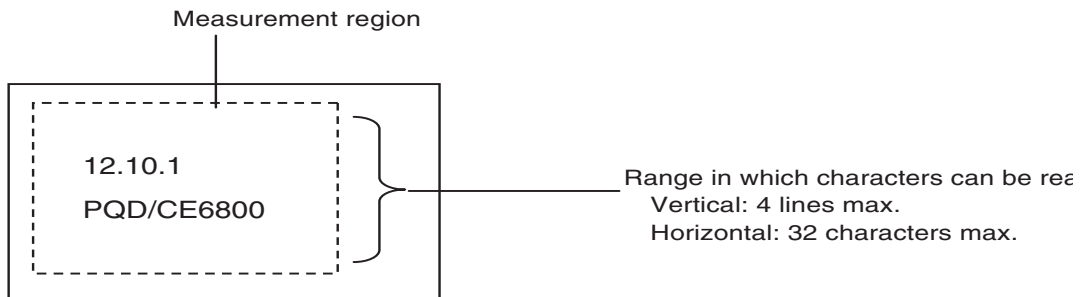 Measurement region
12.10.1
PQD/CE6800
Range in which characters can be rea
Vertical: 4 lines max.
Horizontal: 32 characters max.